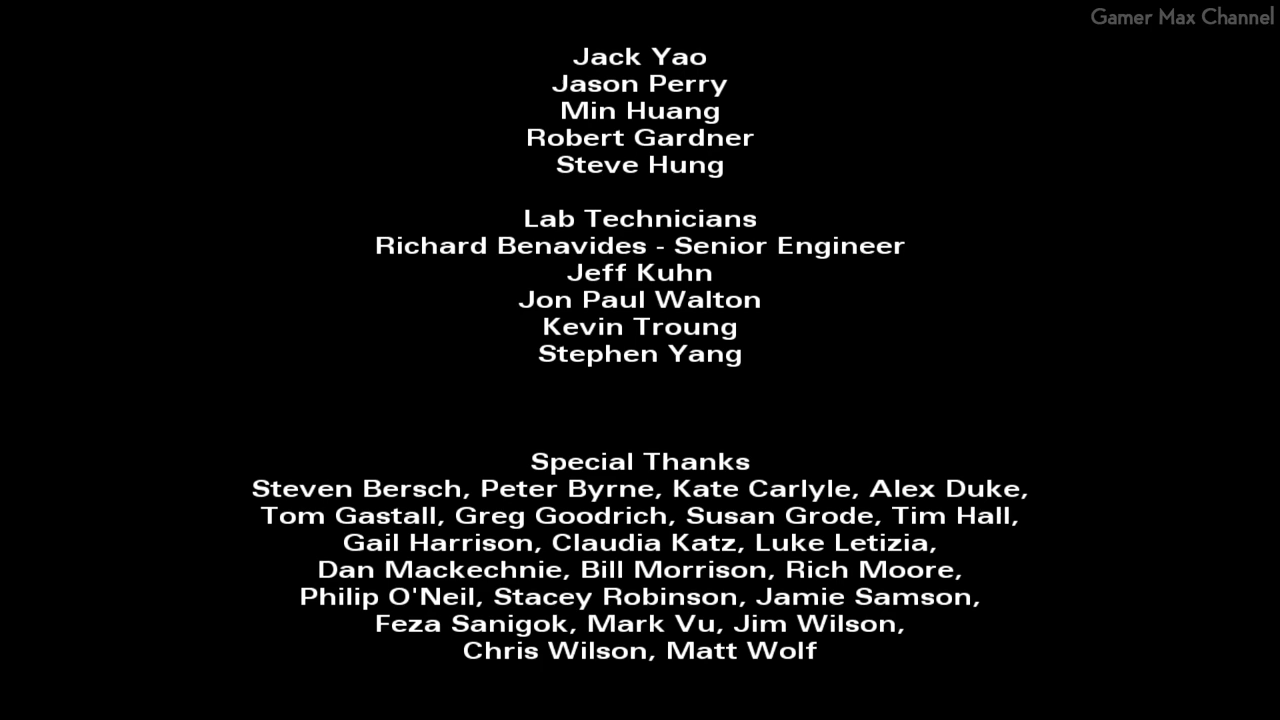 Gamer Max Channel
Jack Yao
Jason Perry
Min Huang
Robert Gardner
Steve Hung
Lab Technicians
Richard Benavides - Senior Engineer
Jeff Kuhn
Jon Paul Walton
Kevin Troung
Stephen Yang
Special Thanks
Steven Bersch, Peter Byrne, Kate Carlyle, Alex Duke,
Tom Gastall, Greg Goodrich, Susan Grode, Tim Hall,
Gail Harrison, Claudia Katz, Luke Letizia,
Dan Mackechnie, Bill Morrison, Rich Moore,
Philip O'Neil, Stacey Robinson, Jamie Samson,
Feza Sanigok, Mark Vu, Jim Wilson,
Chris Wilson, Matt Wolf